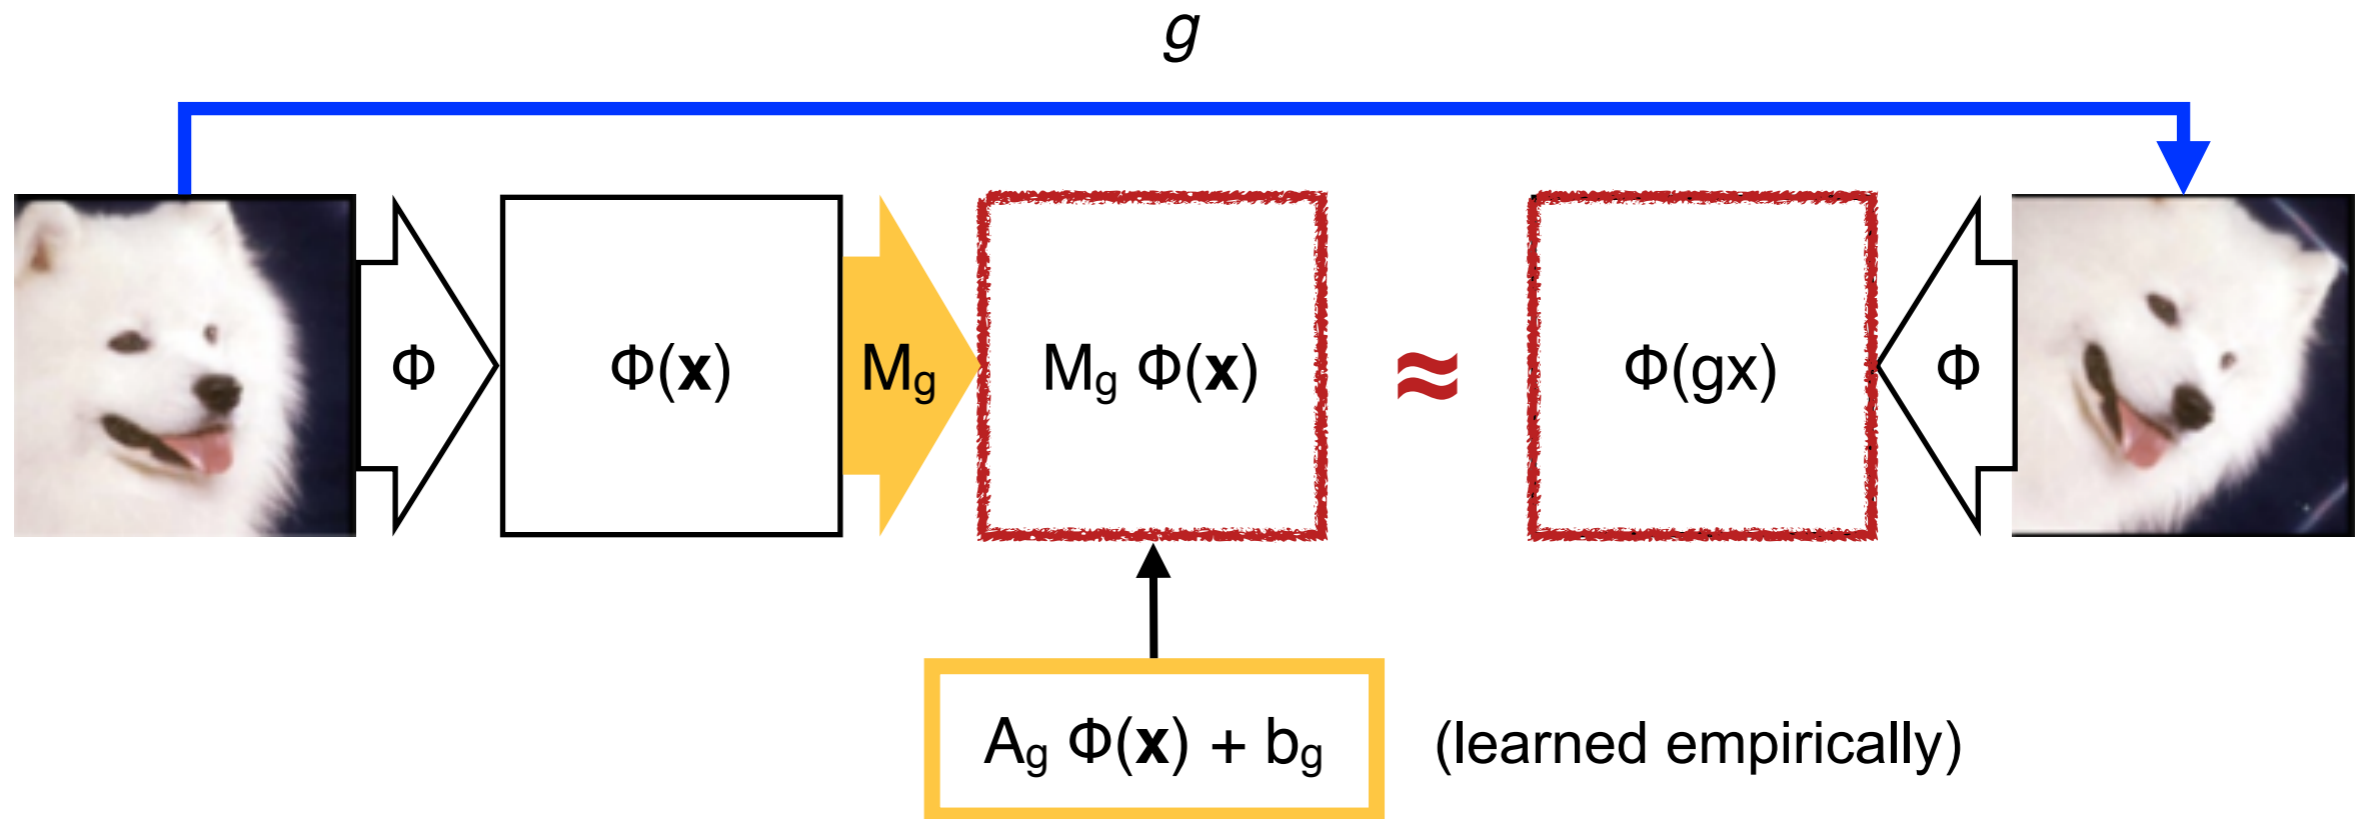 g
Φ
Φ(x)
Mg
Mg Φ(x)
≈
Φ(gx)
Φ
Ag Φ(x) + bg
(learned empirically)